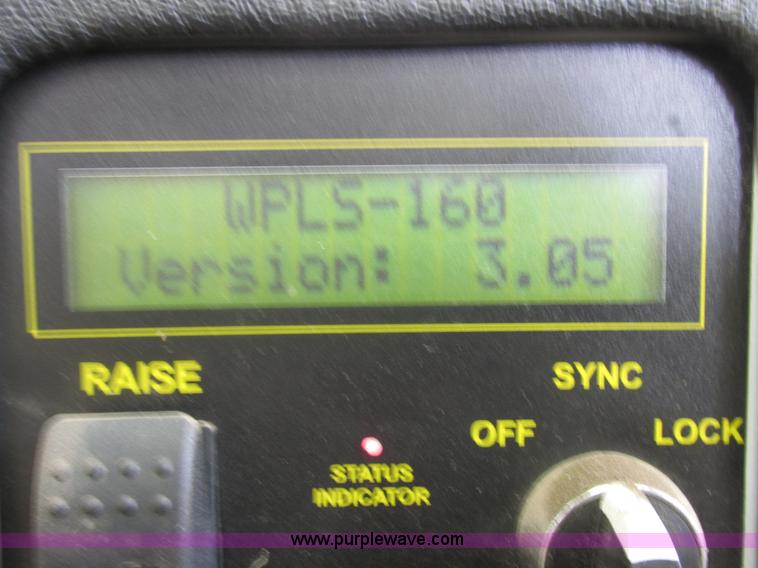 WPLS-160
Version: 3.05
RAISE
SYNC
OFF
LOCK
STATUS
INDICATOR
www.purplewave.com